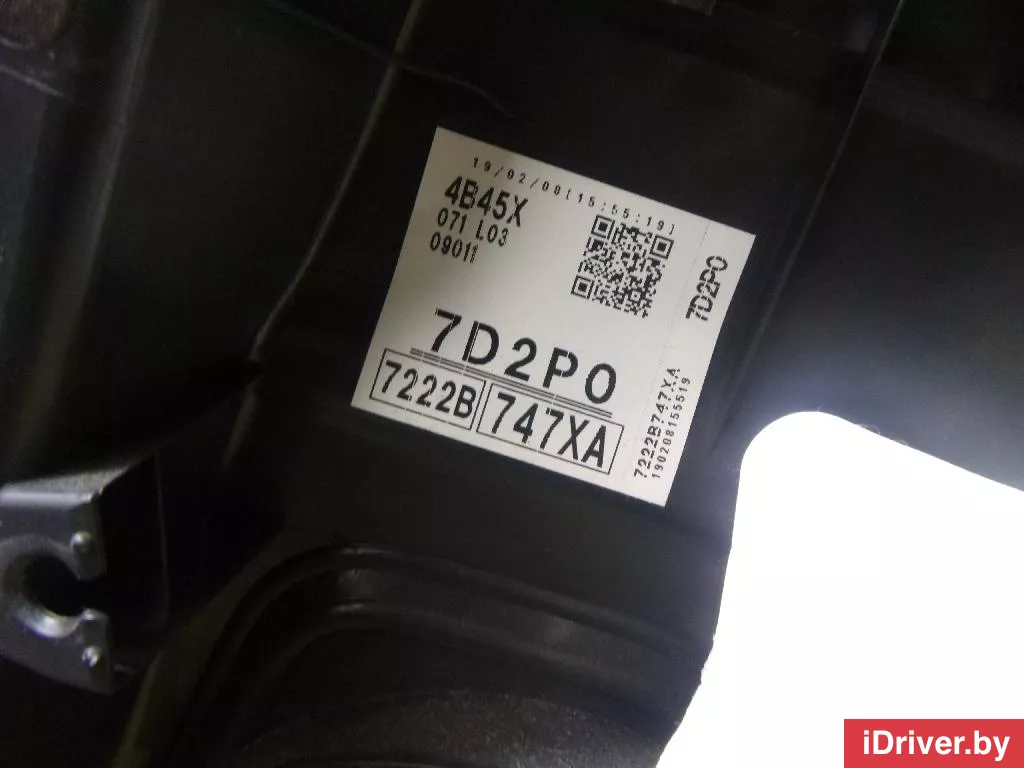 19/02/08[15:55:19]
4B45X
071 L03
09011
7D2P0
7222B 747XA
7D2P0
7222B747XA
190208155519
iDriver.by